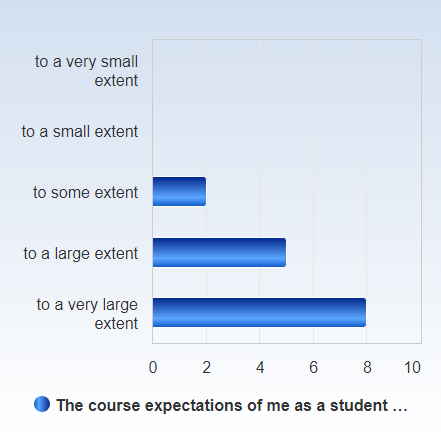 to a very small
extent
to a small extent
to some extent
to a large extent
to a very large
extent
0 2 4 6 8 10
The course expectations of me as a student ...